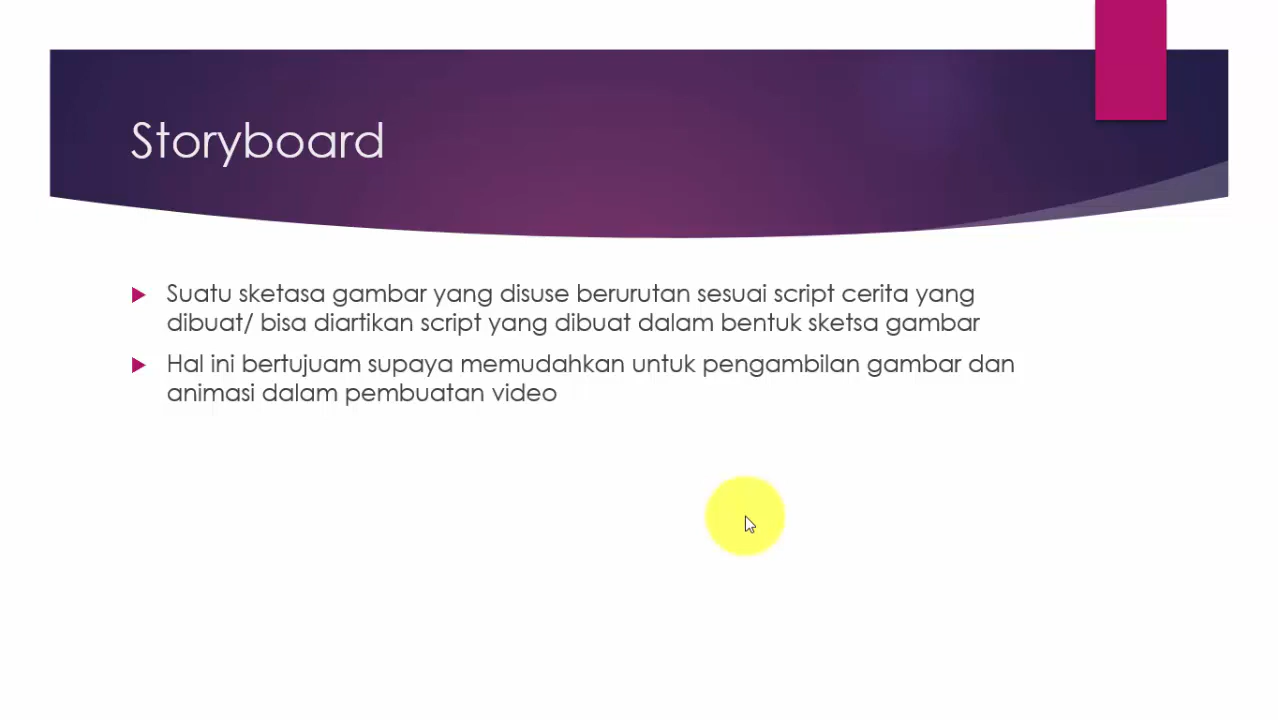 Storyboard
Suatu sketasa gambar yang disuse berurutan sesuai script cerita yang
dibuat/ bisa diartikan script yang dibuat dalam bentuk sketsa gambar
Hal ini bertujuam supaya memudahkan untuk pengambilan gambar dan
animasi dalam pembuatan video